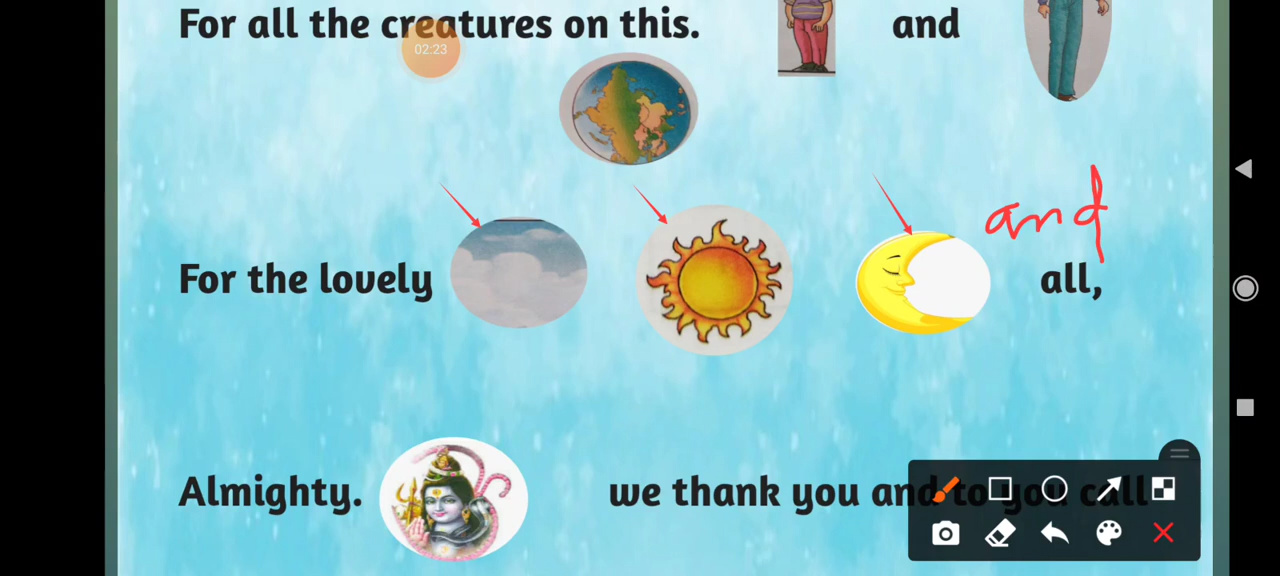 For all the creatures on this. and
02:23
and
For the lovely all,
Almighty. we thank you and to you call